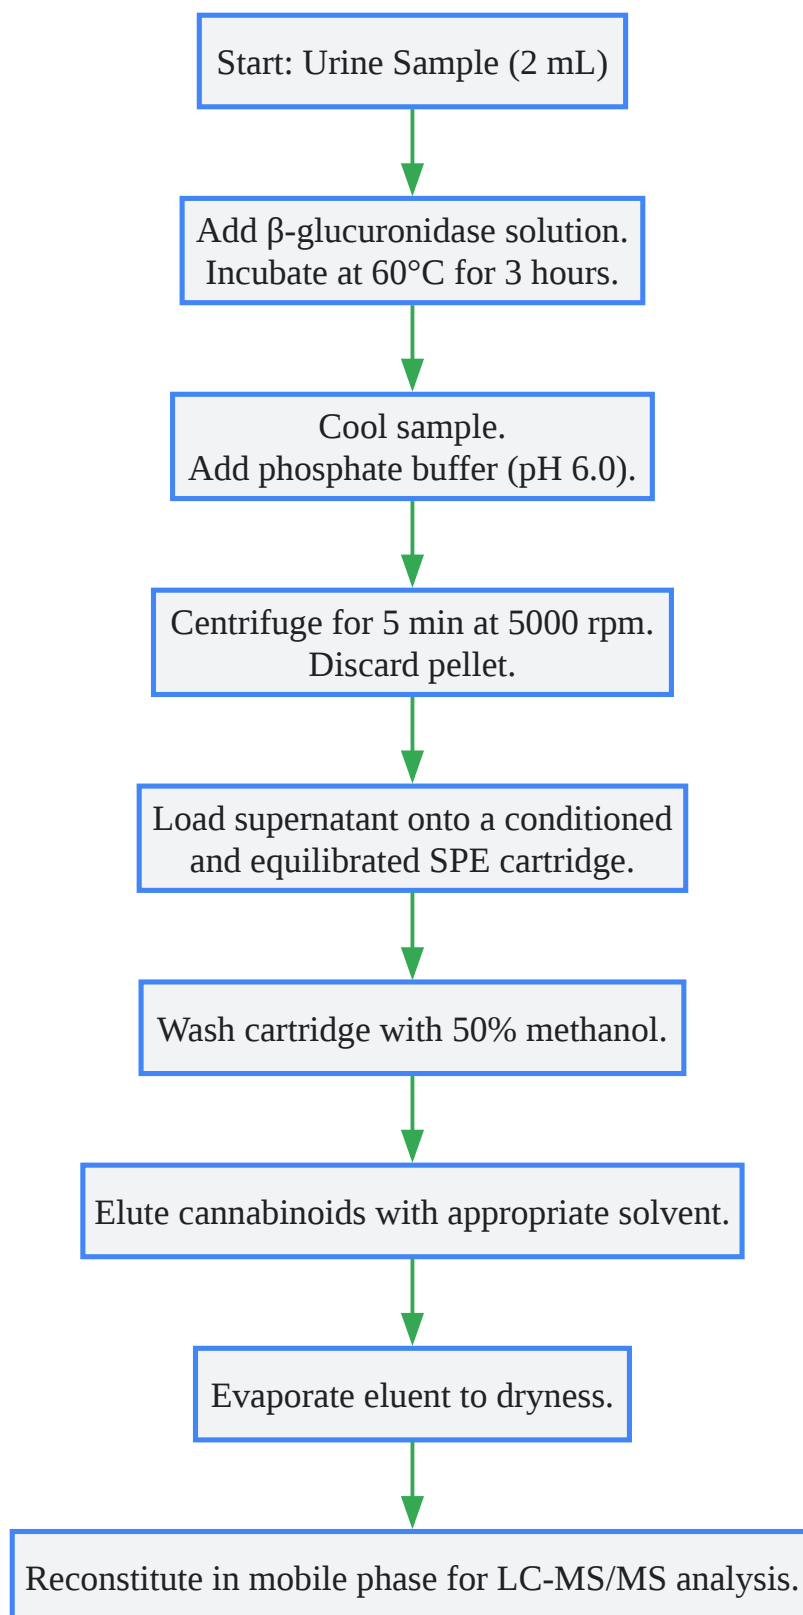 Start: Urine Sample (2 mL)
Add β-glucuronidase solution.
Incubate at 60°C for 3 hours.
Cool sample.
Add phosphate buffer (pH 6.0).
Centrifuge for 5 min at 5000 rpm.
Discard pellet.
Load supernatant onto a conditioned
and equilibrated SPE cartridge.
Wash cartridge with 50% methanol.
Elute cannabinoids with appropriate solvent.
Evaporate eluent to dryness.
Reconstitute in mobile phase for LC-MS/MS analysis.